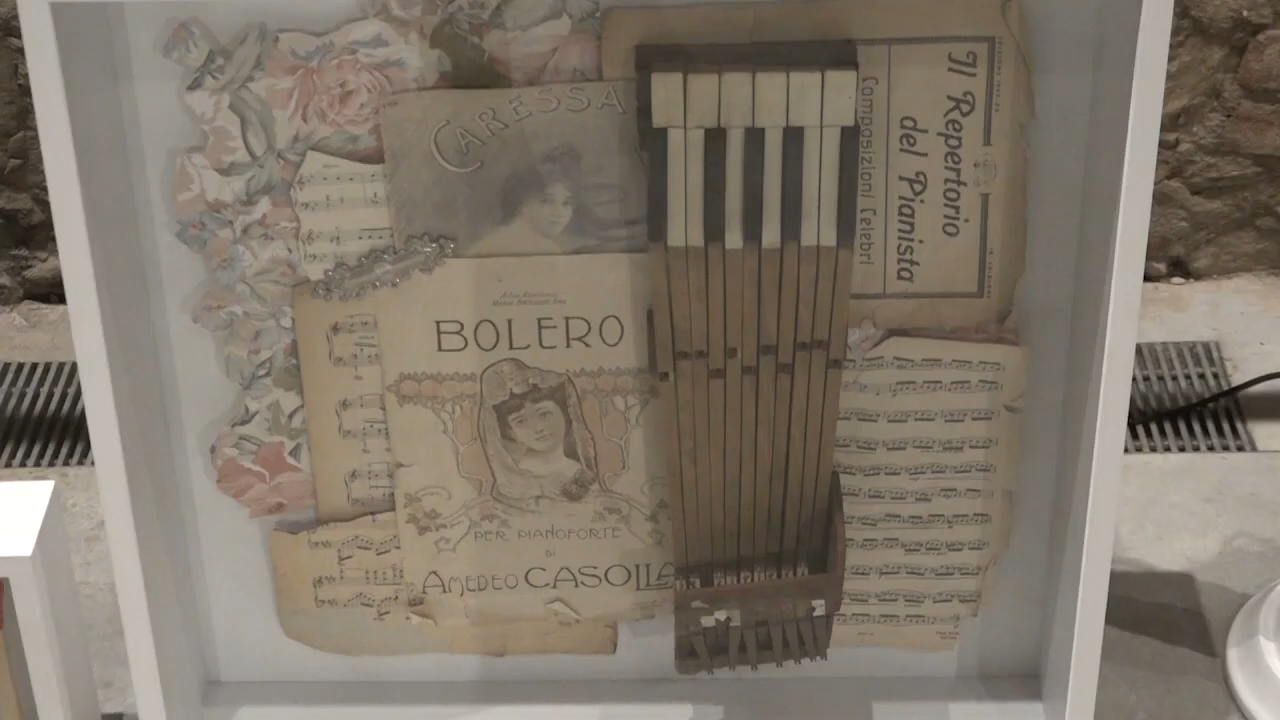 CARESSA
BOLERO
PER PIANOFORTE
DI
AMEDEO CASOLLA
Il Repertorio
del Pianista
Composizioni Celebri